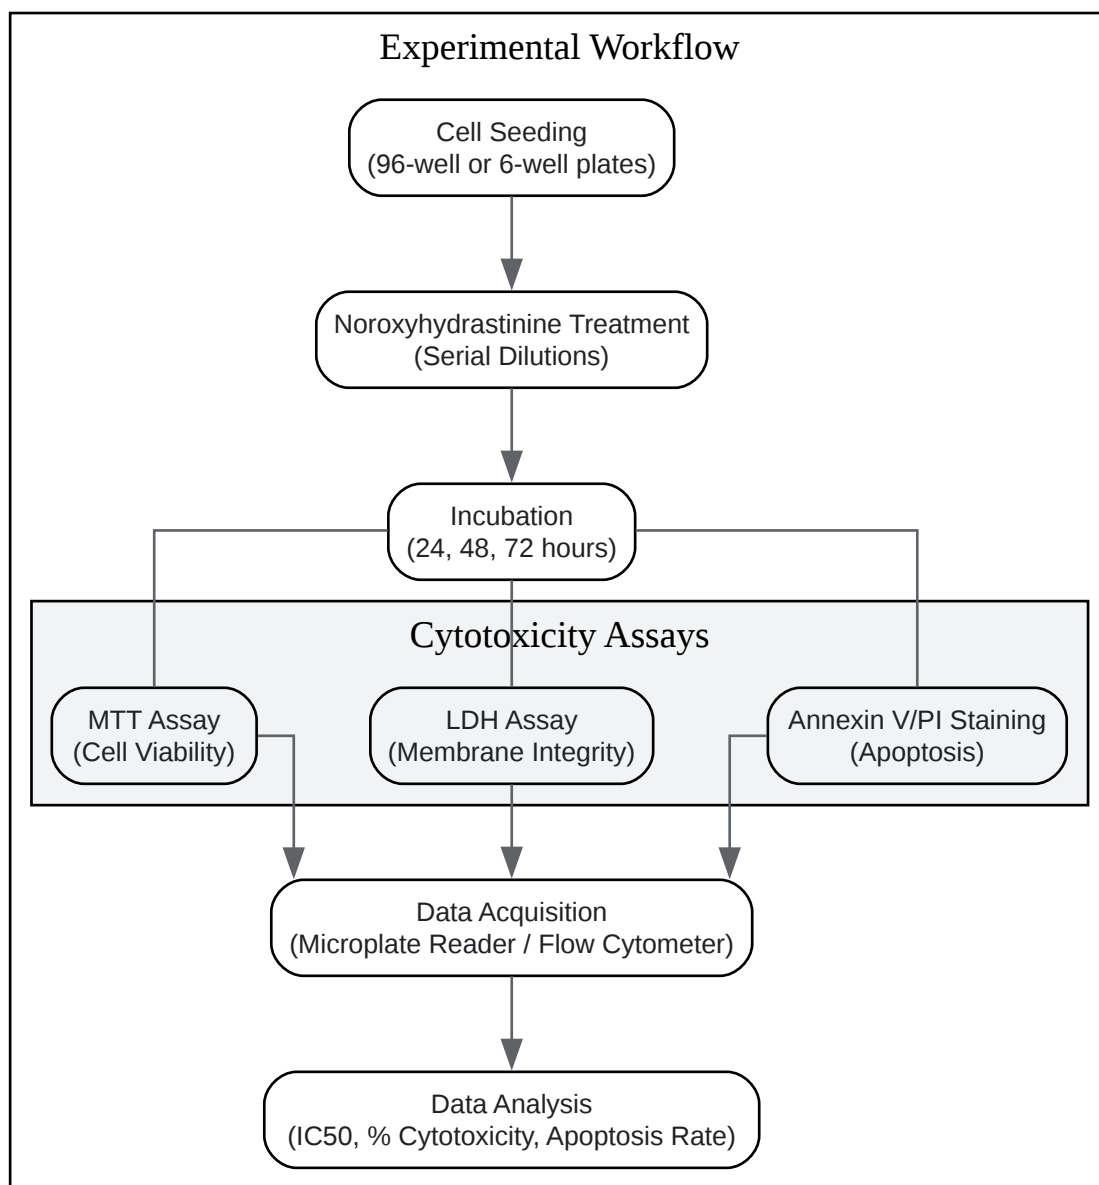 Experimental Workflow
Cell Seeding
(96-well or 6-well plates)
Noroxyhydrastinine Treatment
(Serial Dilutions)
Incubation
(24, 48, 72 hours)
Cytotoxicity Assays
MTT Assay
(Cell Viability)
LDH Assay
(Membrane Integrity)
Annexin V/PI Staining
(Apoptosis)
Data Acquisition
(Microplate Reader / Flow Cytometer)
Data Analysis
(IC50, % Cytotoxicity, Apoptosis Rate)